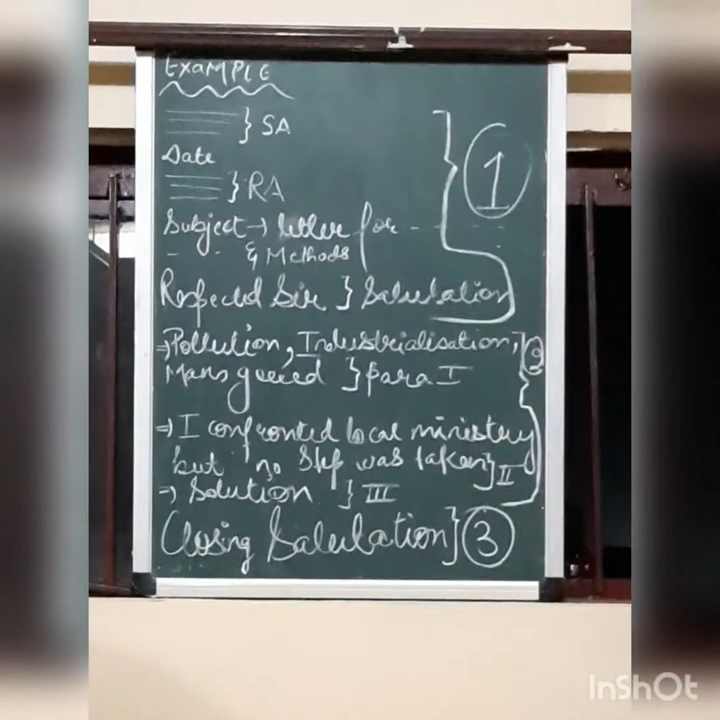 EXAMPLE
} SA
Date
} RA
Subject → letter for - - -
- - & Methods
Respected Sir } Salutation
1
⇒ Pollution, Industrialisation,
Mans greed } para I
2
⇒ I confronted local ministery
but no step was taken } II
⇒ Solution } III
Closing Salutation } 3
InShOt